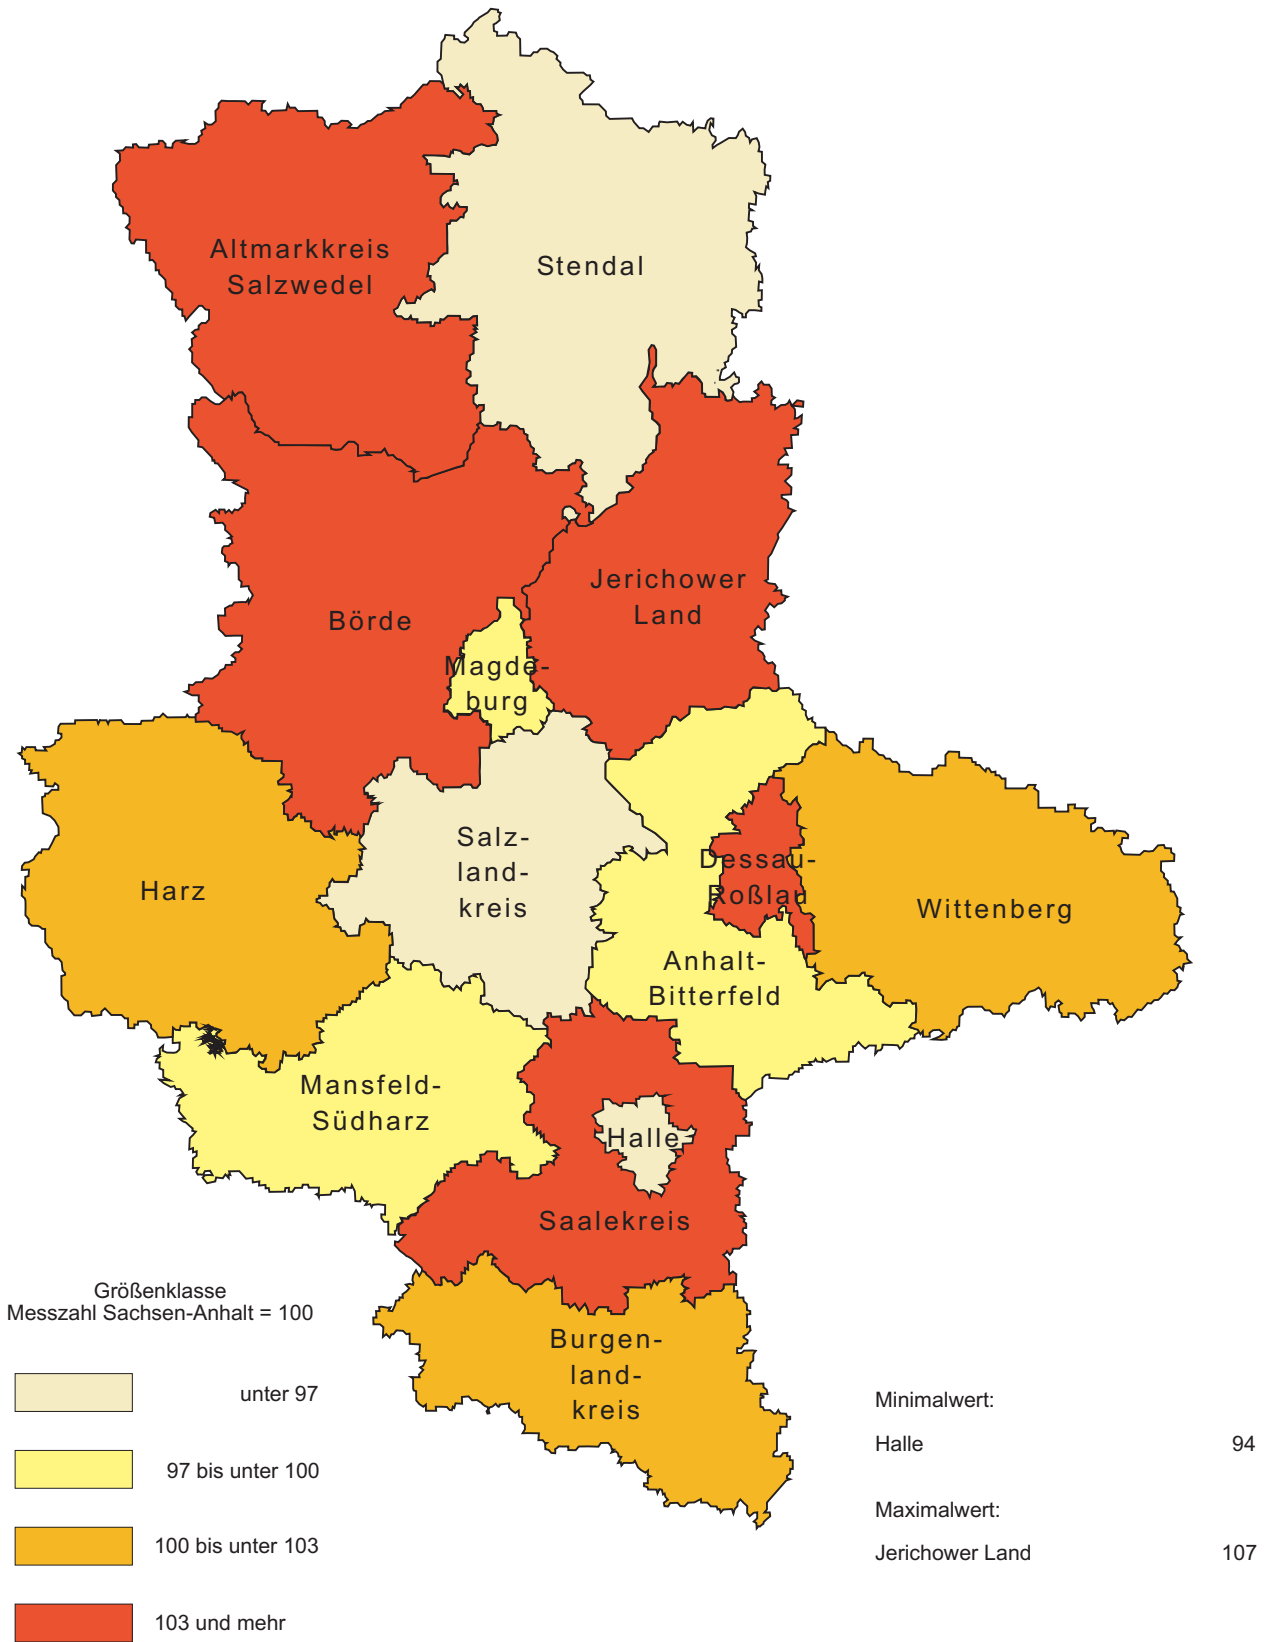 Altmarkkreis
Salzwedel
Stendal
Jerichower
Land
Börde
Magde-
burg
Salz-
land-
kreis
Harz
Dessau-
Roßlau
Wittenberg
Anhalt-
Bitterfeld
Mansfeld-
Südharz
Halle
Saalekreis
Burgen-
land-
kreis
Größenklasse
Messzahl Sachsen-Anhalt = 100
unter 97
97 bis unter 100
100 bis unter 103
103 und mehr
Minimalwert:
Halle 94
Maximalwert:
Jerichower Land 107